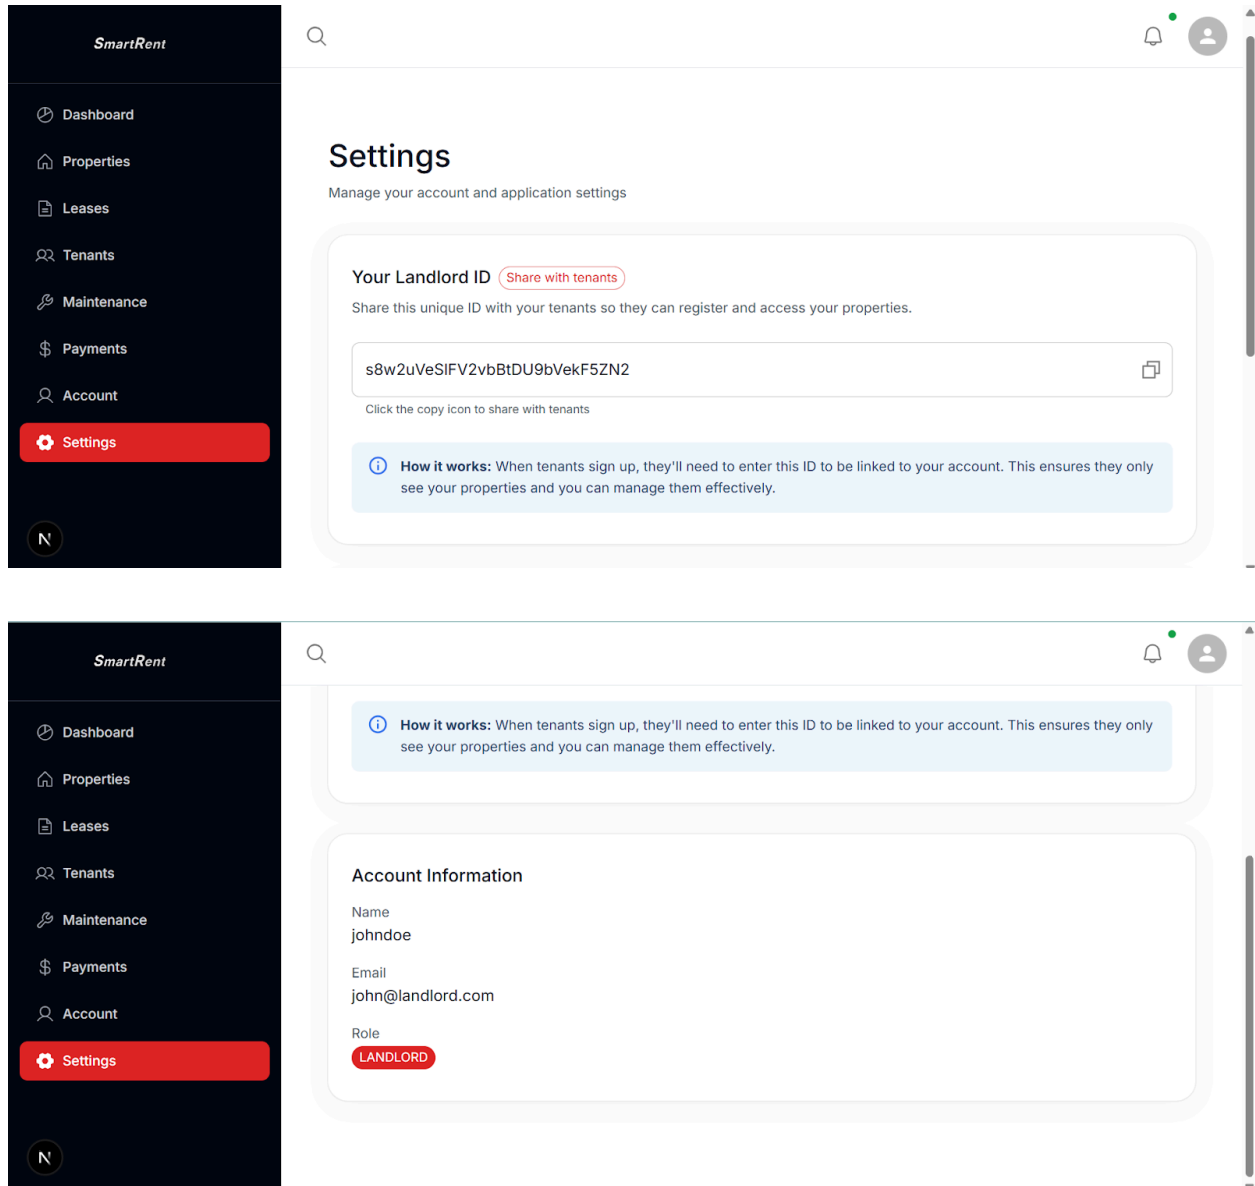 SmartRent
Dashboard
Properties
Leases
Tenants
Maintenance
Payments
Account
Settings
N
Settings
Manage your account and application settings
Your Landlord ID Share with tenants
Share this unique ID with your tenants so they can register and access your properties.
s8w2uVeSlFV2vbBtDU9bVekF5ZN2
Click the copy icon to share with tenants
How it works: When tenants sign up, they'll need to enter this ID to be linked to your account. This ensures they only
see your properties and you can manage them effectively.
SmartRent
Dashboard
Properties
Leases
Tenants
Maintenance
Payments
Account
Settings
N
How it works: When tenants sign up, they'll need to enter this ID to be linked to your account. This ensures they only
see your properties and you can manage them effectively.
Account Information
Name
johndoe
Email
john@landlord.com
Role
LANDLORD